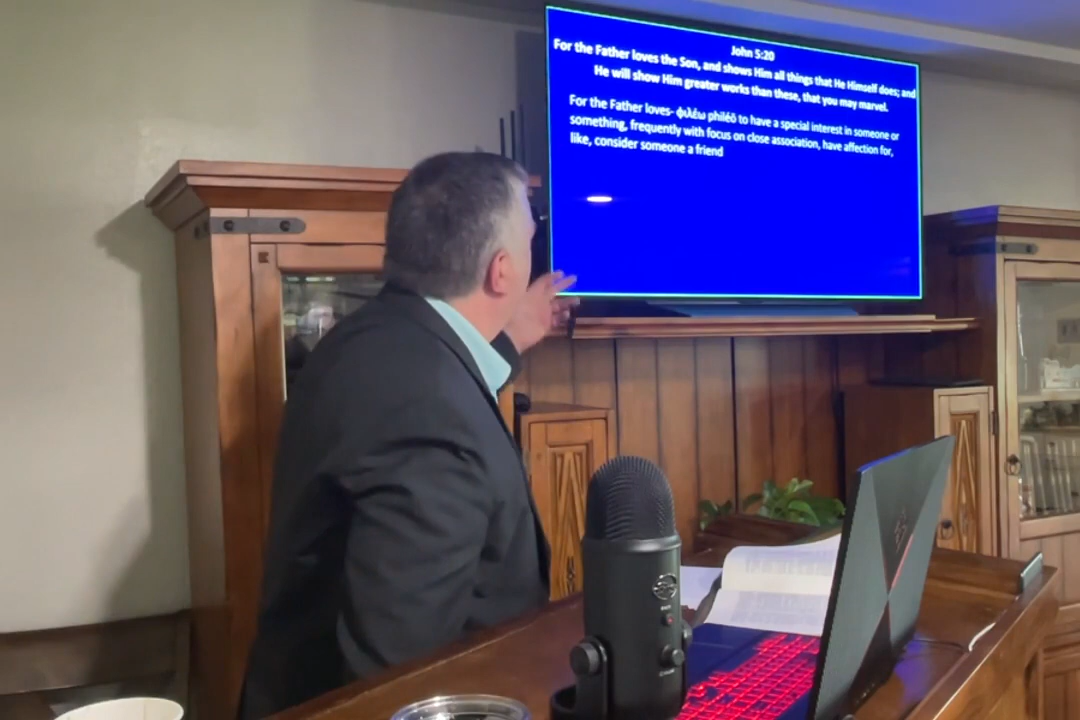 John 5:20
For the Father loves the Son, and shows Him all things that He Himself does; and
He will show Him greater works than these, that you may marvel.
For the Father loves- φιλέω philéō to have a special interest in someone or
something, frequently with focus on close association, have affection for,
like, consider someone a friend